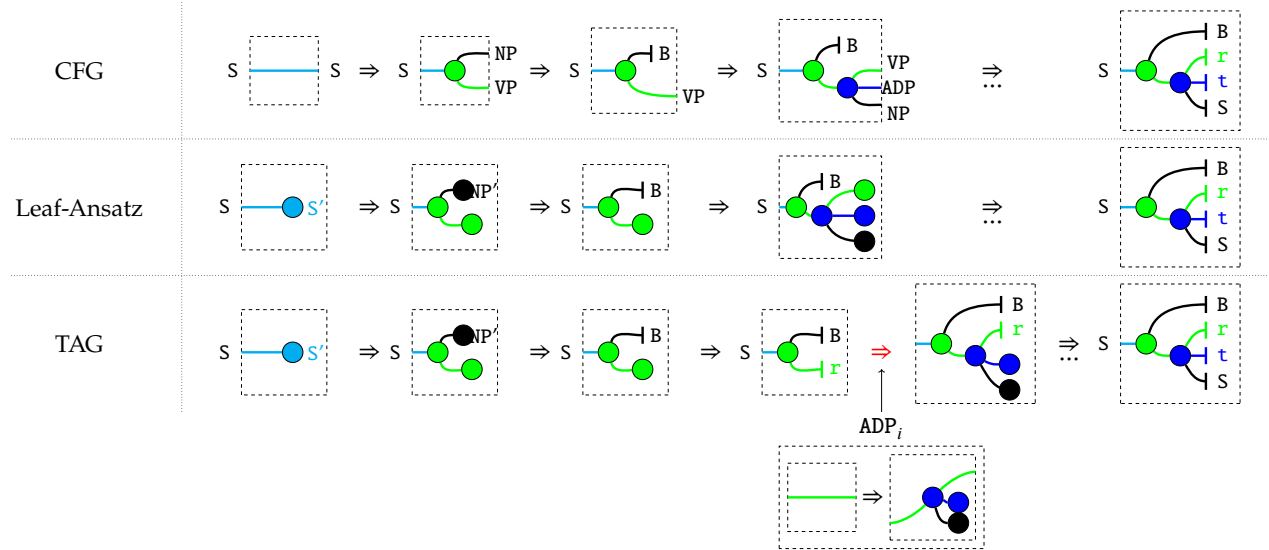 CFG S S ⇒ S NP VP ⇒ S B VP ⇒ S B VP ADP NP ⇒ ... S B r t S
Leaf-Ansatz S S′ ⇒ S NP′ ⇒ S B ⇒ S B ⇒ ... S B r t S
TAG S S′ ⇒ S NP′ ⇒ S B ⇒ S B r ⇒ B r ⇒ ... S B r t S
ADPᵢ
⇒